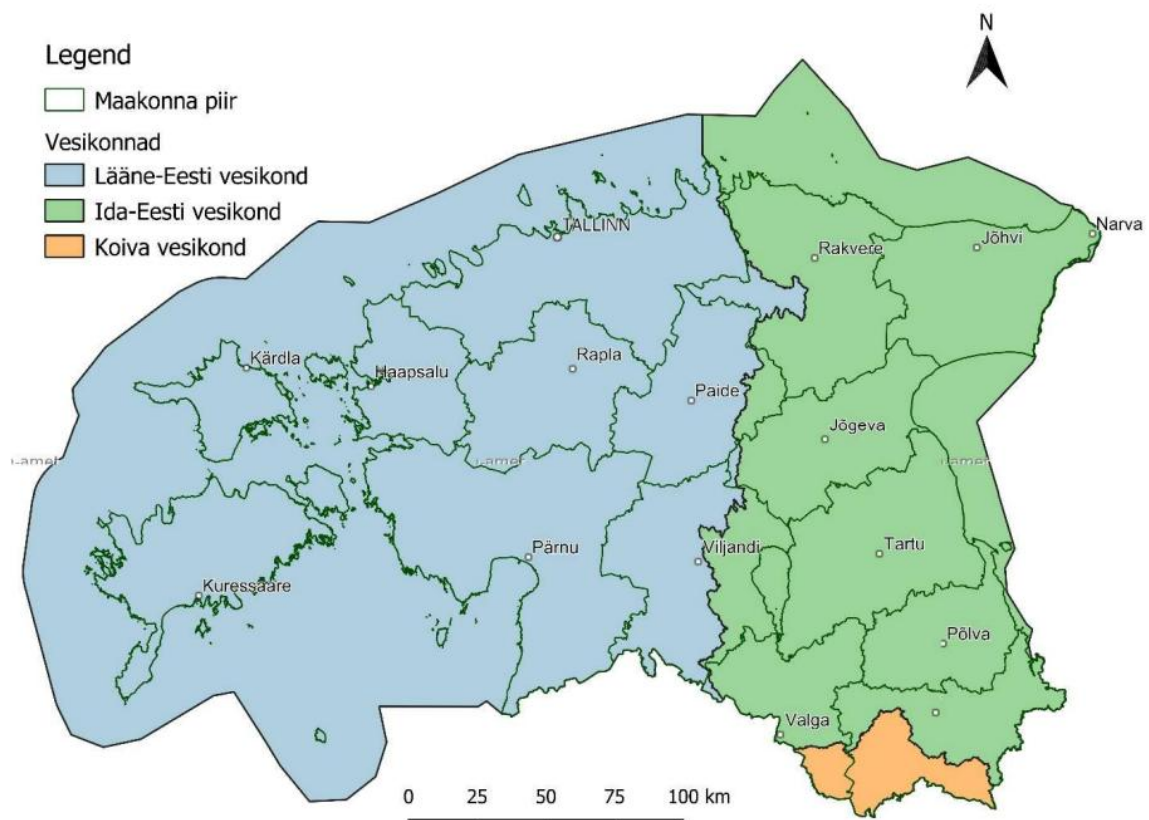 N
Legend
Maakonna piir
Vesikonnad
Lääne-Eesti vesikond
Ida-Eesti vesikond
Koiva vesikond
TALLINN
Narva
Jõhvi
Rakvere
Kärdla
Haapsalu
Rapla
Paide
Jõgeva
Pärnu
Viljandi
Tartu
Kuressaare
Põlva
Valga
0 25 50 75 100 km